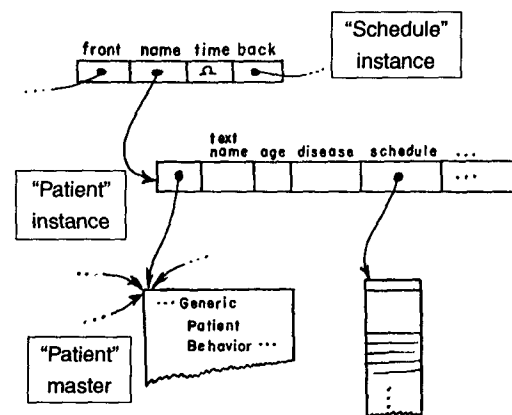 front name time back
Ω
...
...
“Schedule”
instance
text
name age disease schedule ...
...
“Patient”
instance
...
...
...
... Generic
Patient
Behavior ...
“Patient”
master
⋮